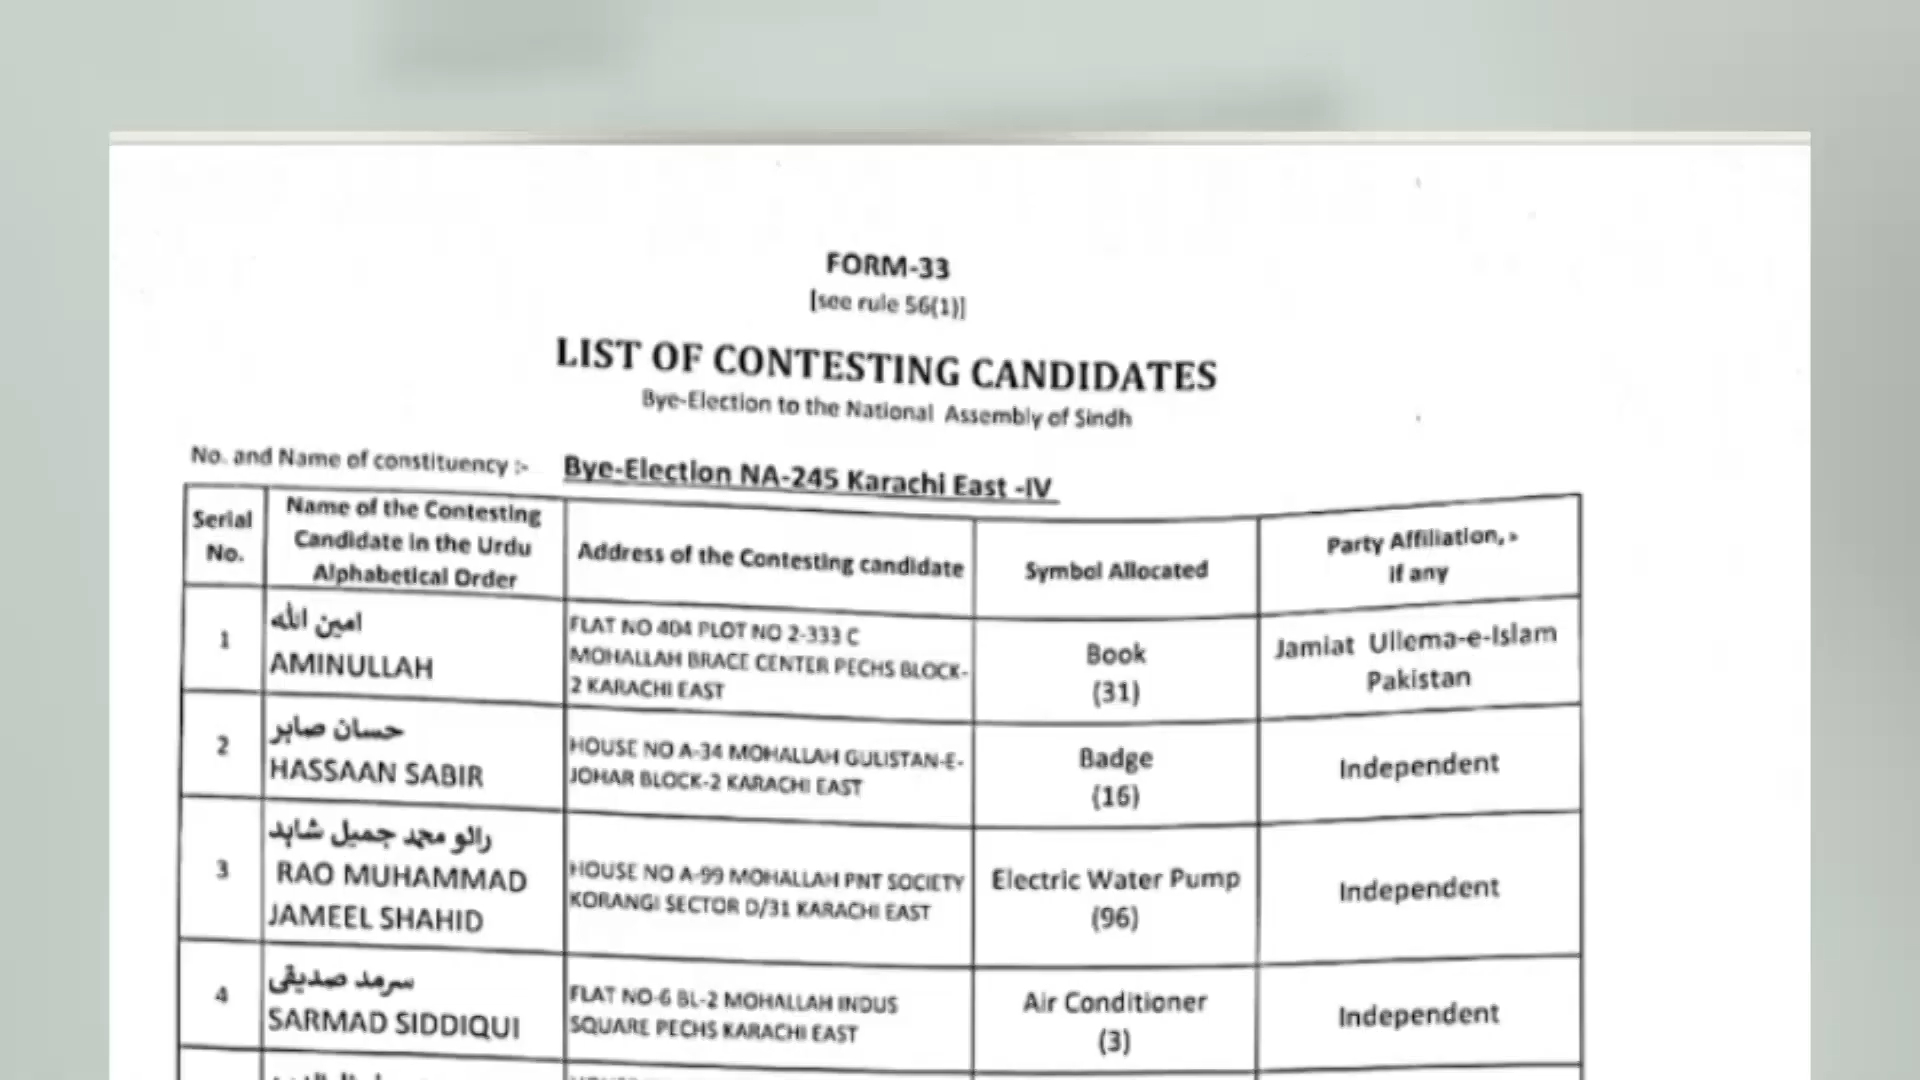 FORM-33
[see rule 56(1)]
LIST OF CONTESTING CANDIDATES
Bye-Election to the National Assembly of Sindh
No. and Name of constituency :- Bye-Election NA-245 Karachi East -IV
Serial
No.
Name of the Contesting
Candidate in the Urdu
Alphabetical Order
Address of the Contesting candidate
Symbol Allocated
Party Affiliation,
if any
1
امین اللہ
AMINULLAH
FLAT NO 404 PLOT NO 2-333 C
MOHALLAH BRACE CENTER PECHS BLOCK-
2 KARACHI EAST
Book
(31)
Jamiat Ullema-e-Islam
Pakistan
2
حسان صابر
HASSAAN SABIR
HOUSE NO A-34 MOHALLAH GULISTAN-E-
JOHAR BLOCK-2 KARACHI EAST
Badge
(16)
Independent
3
رائو محمد جمیل شاہد
RAO MUHAMMAD
JAMEEL SHAHID
HOUSE NO A-99 MOHALLAH PNT SOCIETY
KORANGI SECTOR D/31 KARACHI EAST
Electric Water Pump
(96)
Independent
4
سرمد صدیقی
SARMAD SIDDIQUI
FLAT NO-6 BL-2 MOHALLAH INDUS
SQUARE PECHS KARACHI EAST
Air Conditioner
(3)
Independent